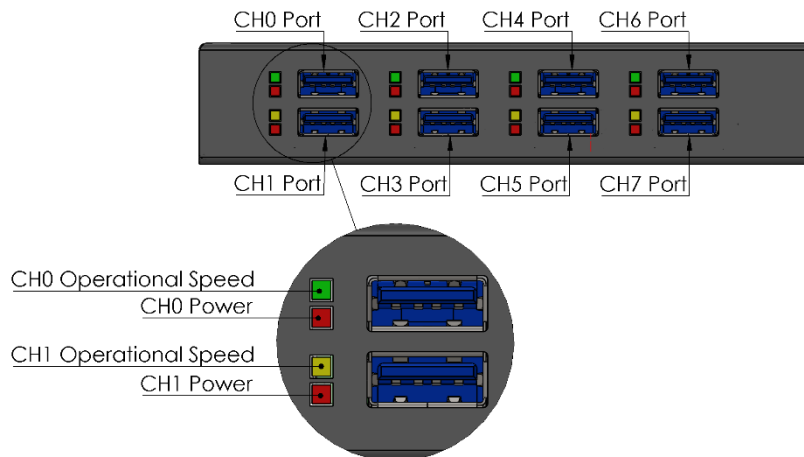 CH0 Port
CH2 Port
CH4 Port
CH6 Port
CH1 Port
CH3 Port
CH5 Port
CH7 Port
CH0 Operational Speed
CH0 Power
CH1 Operational Speed
CH1 Power